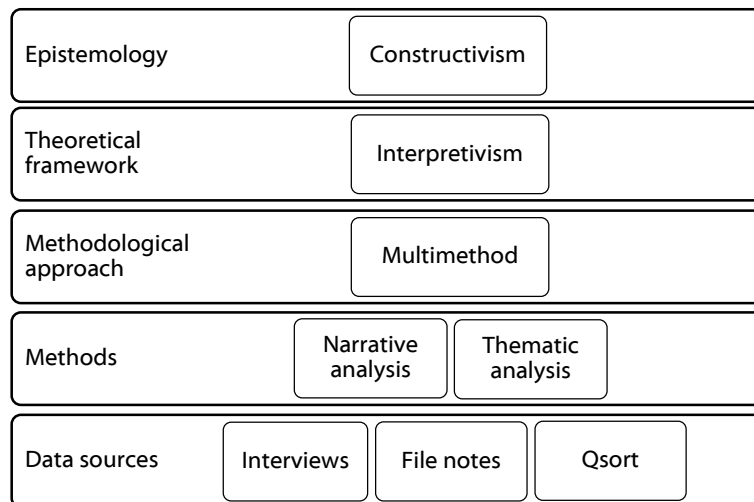 Epistemology
Constructivism
Theoretical
framework
Interpretivism
Methodological
approach
Multimethod
Methods
Narrative
analysis
Thematic
analysis
Data sources
Interviews
File notes
Qsort